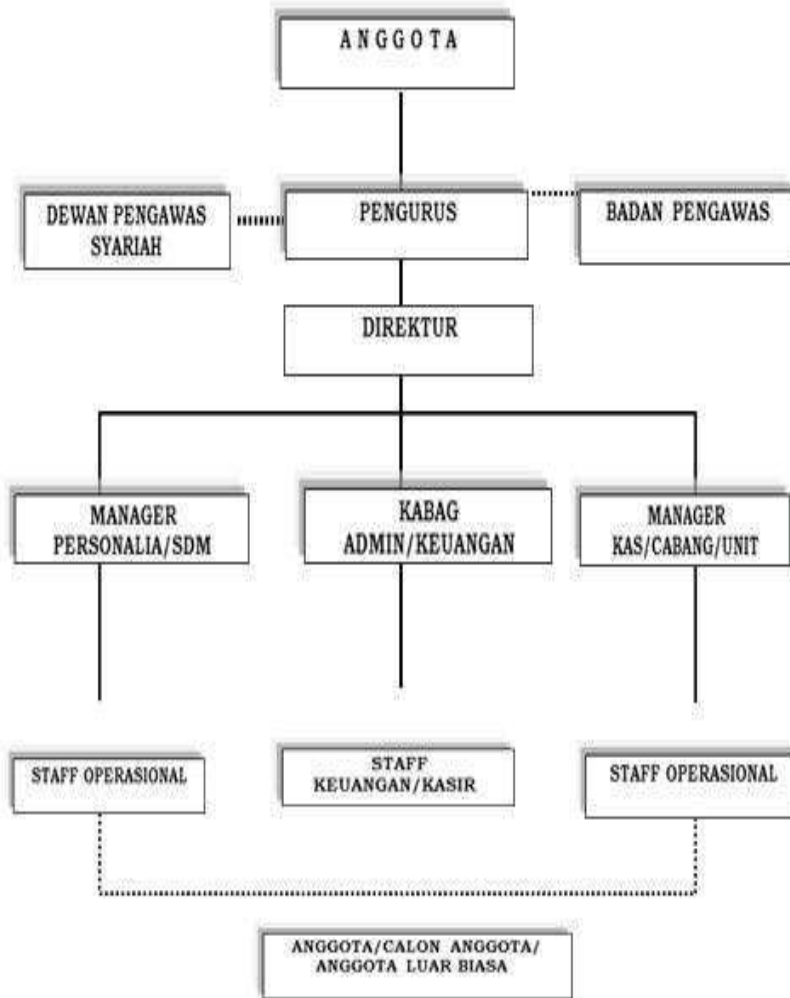 ANGGOTA
DEWAN PENGAWAS
SYARIAH
PENGURUS
BADAN PENGAWAS
DIREKTUR
MANAGER
PERSONALIA/SDM
KABAG
ADMIN/KEUANGAN
MANAGER
KAS/CABANG/UNIT
STAFF OPERASIONAL
STAFF
KEUANGAN/KASIR
STAFF OPERASIONAL
ANGGOTA/CALON ANGGOTA/
ANGGOTA LUAR BIASA